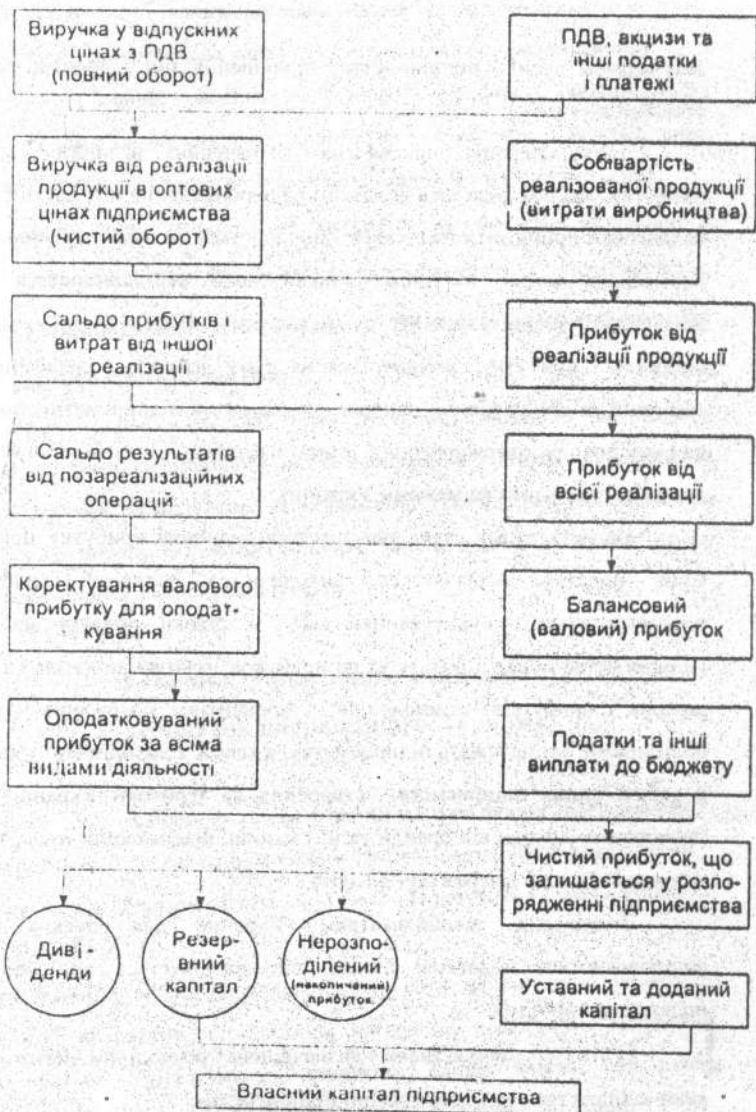 Виручка у відпускних
цінах з ПДВ
(повний оборот)
ПДВ, акцизи та
інші податки
і платежі
Виручка від реалізації
продукції в оптових
цінах підприємства
(чистий оборот)
Собівартість
реалізованої продукції
(витрати виробництва)
Сальдо прибутків і
витрат від іншої
реалізації
Прибуток від
реалізації продукції
Сальдо результатів
від позареалізаційних
операцій
Прибуток від
всієї реалізації
Коректування валового
прибутку для оподат-
кування
Балансовий
(валовий) прибуток
Оподатковуваний
прибуток за всіма
видами діяльності
Податки та інші
виплати до бюджету
Чистий прибуток, що
залишається у розпо-
рядженні підприємства
Диві-
денди
Резер-
вний
капітал
Нерозпо-
ділений
(накопичений)
прибуток.
Уставний та доданий
капітал
Власний капітал підприємства